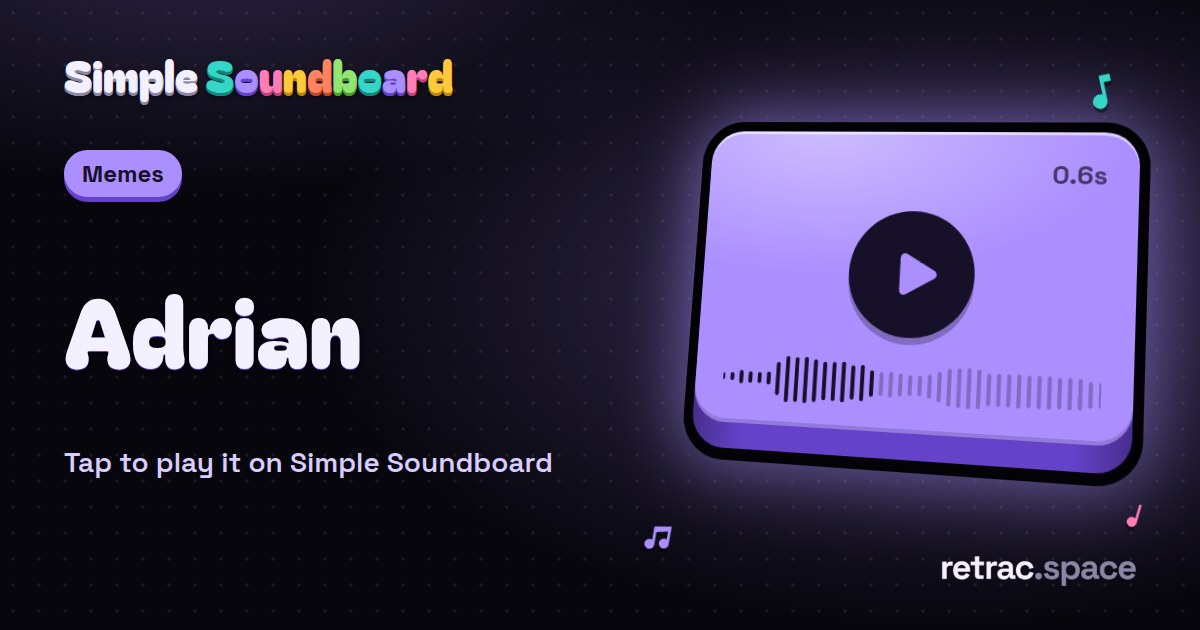 Simple Soundboard
Memes
0.6s
Adrian
Tap to play it on Simple Soundboard
retrac.space